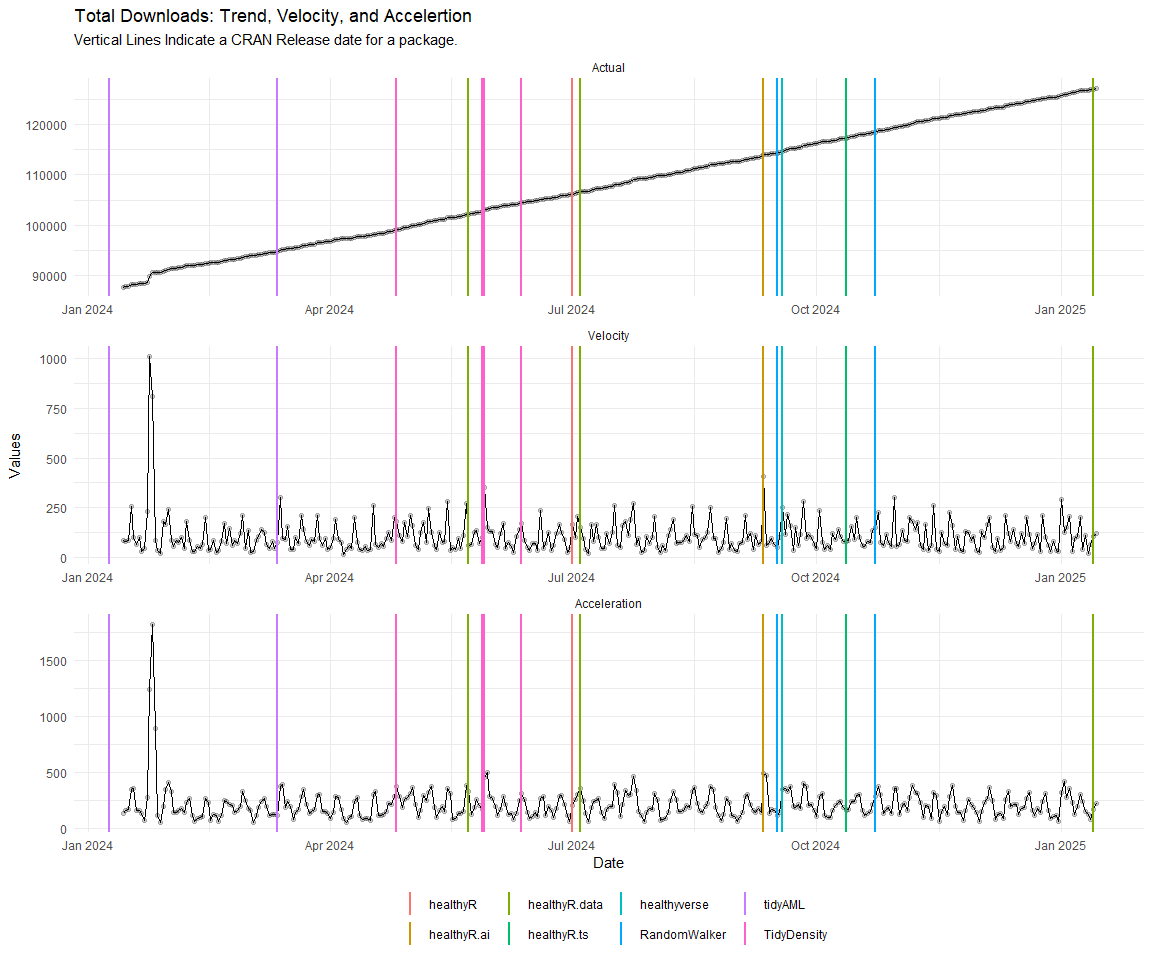 Total Downloads: Trend, Velocity, and Accelertion
Vertical Lines Indicate a CRAN Release date for a package.
Actual
120000
110000
100000
90000
Jan 2024 Apr 2024 Jul 2024 Oct 2024 Jan 2025
Velocity
1000
750
500
250
0
Jan 2024 Apr 2024 Jul 2024 Oct 2024 Jan 2025
Values
Acceleration
1500
1000
500
0
Jan 2024 Apr 2024 Jul 2024 Oct 2024 Jan 2025
Date
healthyR healthyR.data healthyverse tidyAML
healthyR.ai healthyR.ts RandomWalker TidyDensity